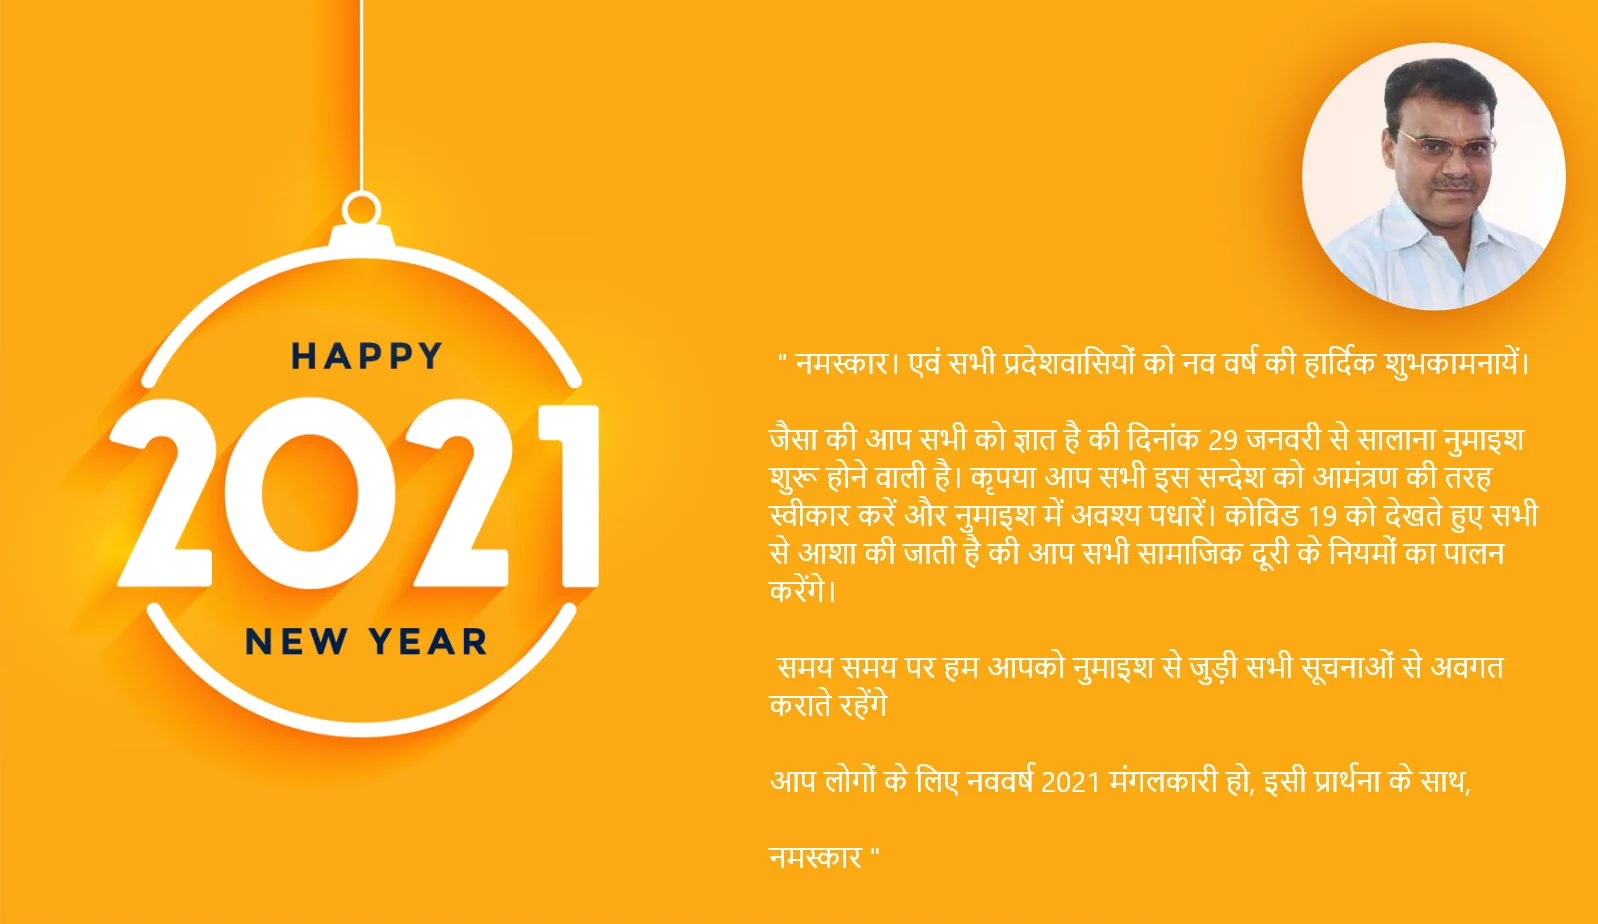 HAPPY
2021
NEW YEAR
" नमस्कार। एवं सभी प्रदेशवासियों को नव वर्ष की हार्दिक शुभकामनायें।
जैसा की आप सभी को ज्ञात है की दिनांक 29 जनवरी से सालाना नुमाइश
शुरू होने वाली है। कृपया आप सभी इस सन्देश को आमंत्रण की तरह
स्वीकार करें और नुमाइश में अवश्य पधारें। कोविड 19 को देखते हुए सभी
से आशा की जाती है की आप सभी सामाजिक दूरी के नियमों का पालन
करेंगे।
समय समय पर हम आपको नुमाइश से जुड़ी सभी सूचनाओं से अवगत
कराते रहेंगे
आप लोगों के लिए नववर्ष 2021 मंगलकारी हो, इसी प्रार्थना के साथ,
नमस्कार "